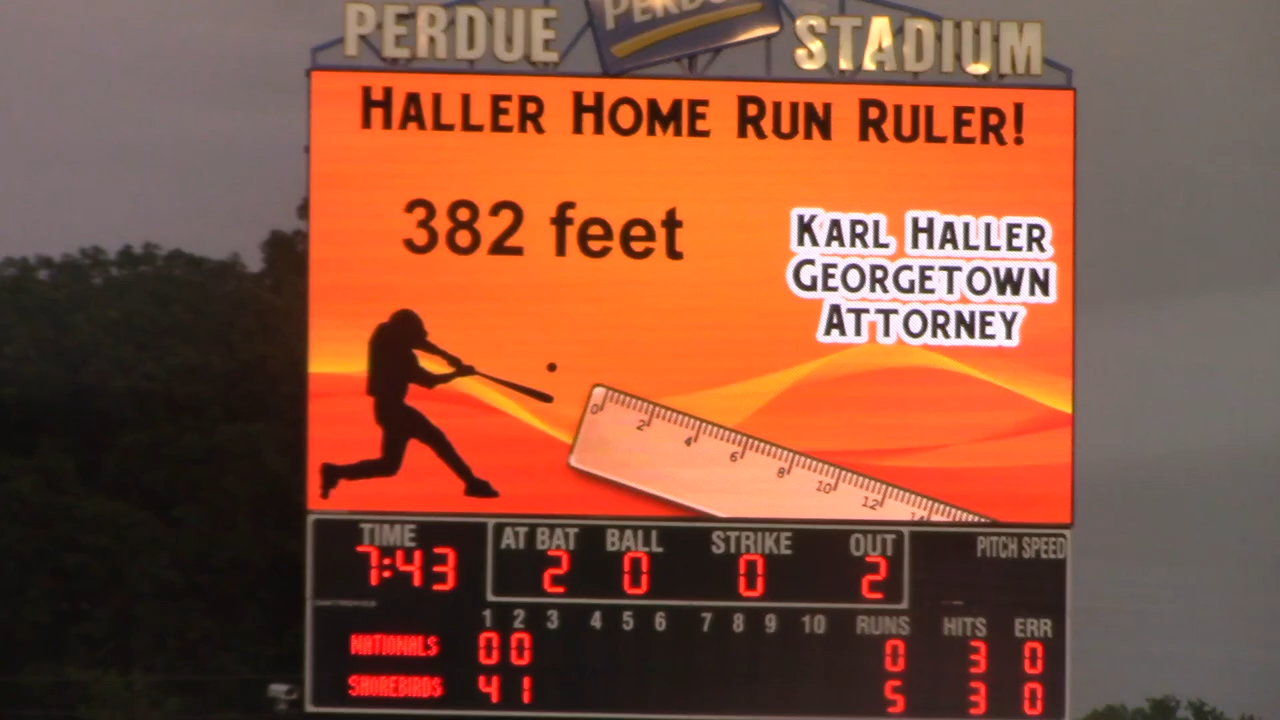 PERDUE
PERDUE
STADIUM
HALLER HOME RUN RULER!
382 feet
KARL HALLER
GEORGETOWN
ATTORNEY
0 2 4 6 8 10 12 14
TIME AT BAT BALL STRIKE OUT PITCH SPEED
7:43 2 0 0 2
1 2 3 4 5 6 7 8 9 10 RUNS HITS ERR
NATIONALS 0 0 0 3 0
SHOREBIRDS 4 1 5 3 0